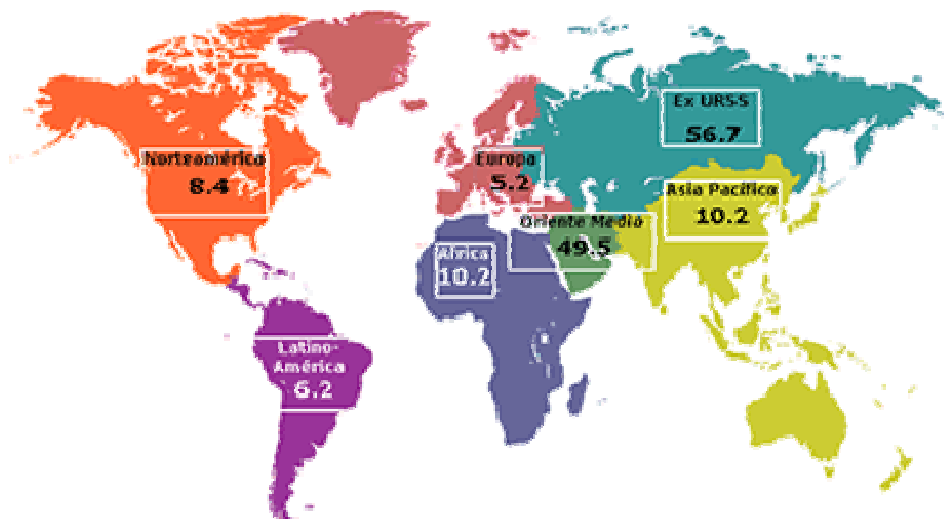 Ex URSS
56.7
Norteamérica
8.4
Europa
5.2
Asia Pacífico
10.2
Oriente Medio
49.5
África
10.2
Latino-
América
6.2